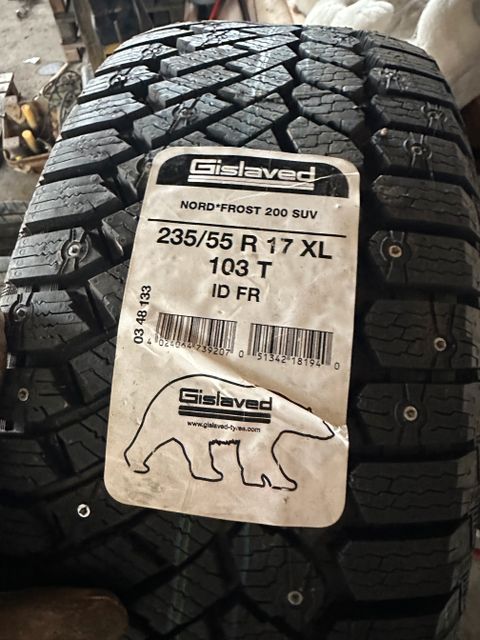 Gislaved
NORD*FROST 200 SUV
235/55 R 17 XL
103 T
ID FR
03 48 133
4 024064 739207 0
51342 18194 0
Gislaved
www.gislaved-tyres.com